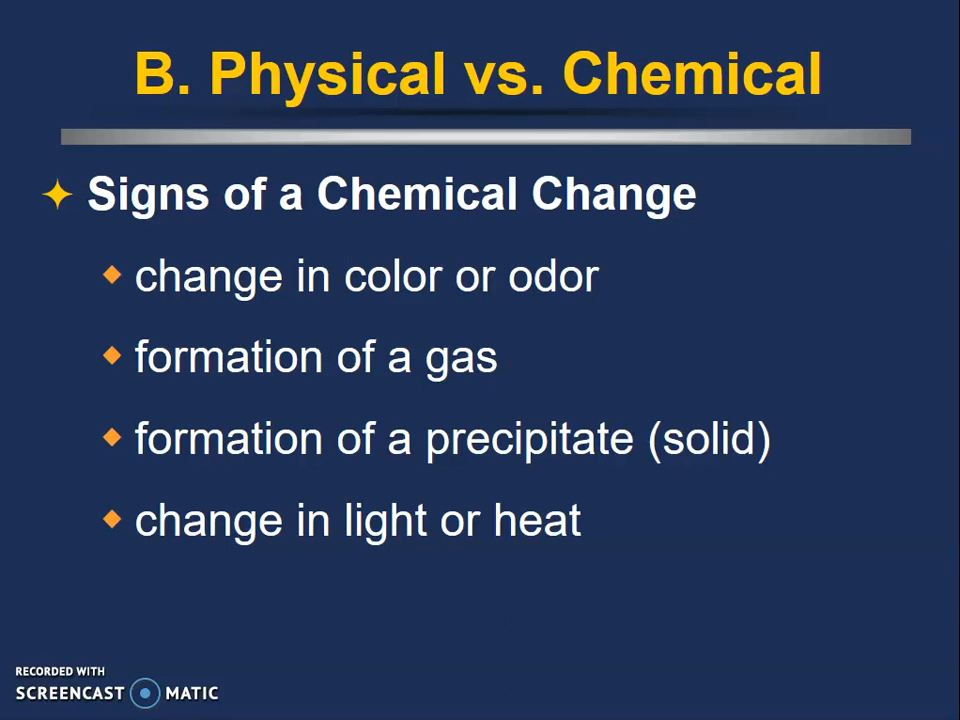 B. Physical vs. Chemical
Signs of a Chemical Change
change in color or odor
formation of a gas
formation of a precipitate (solid)
change in light or heat
RECORDED WITH
SCREENCAST MATIC